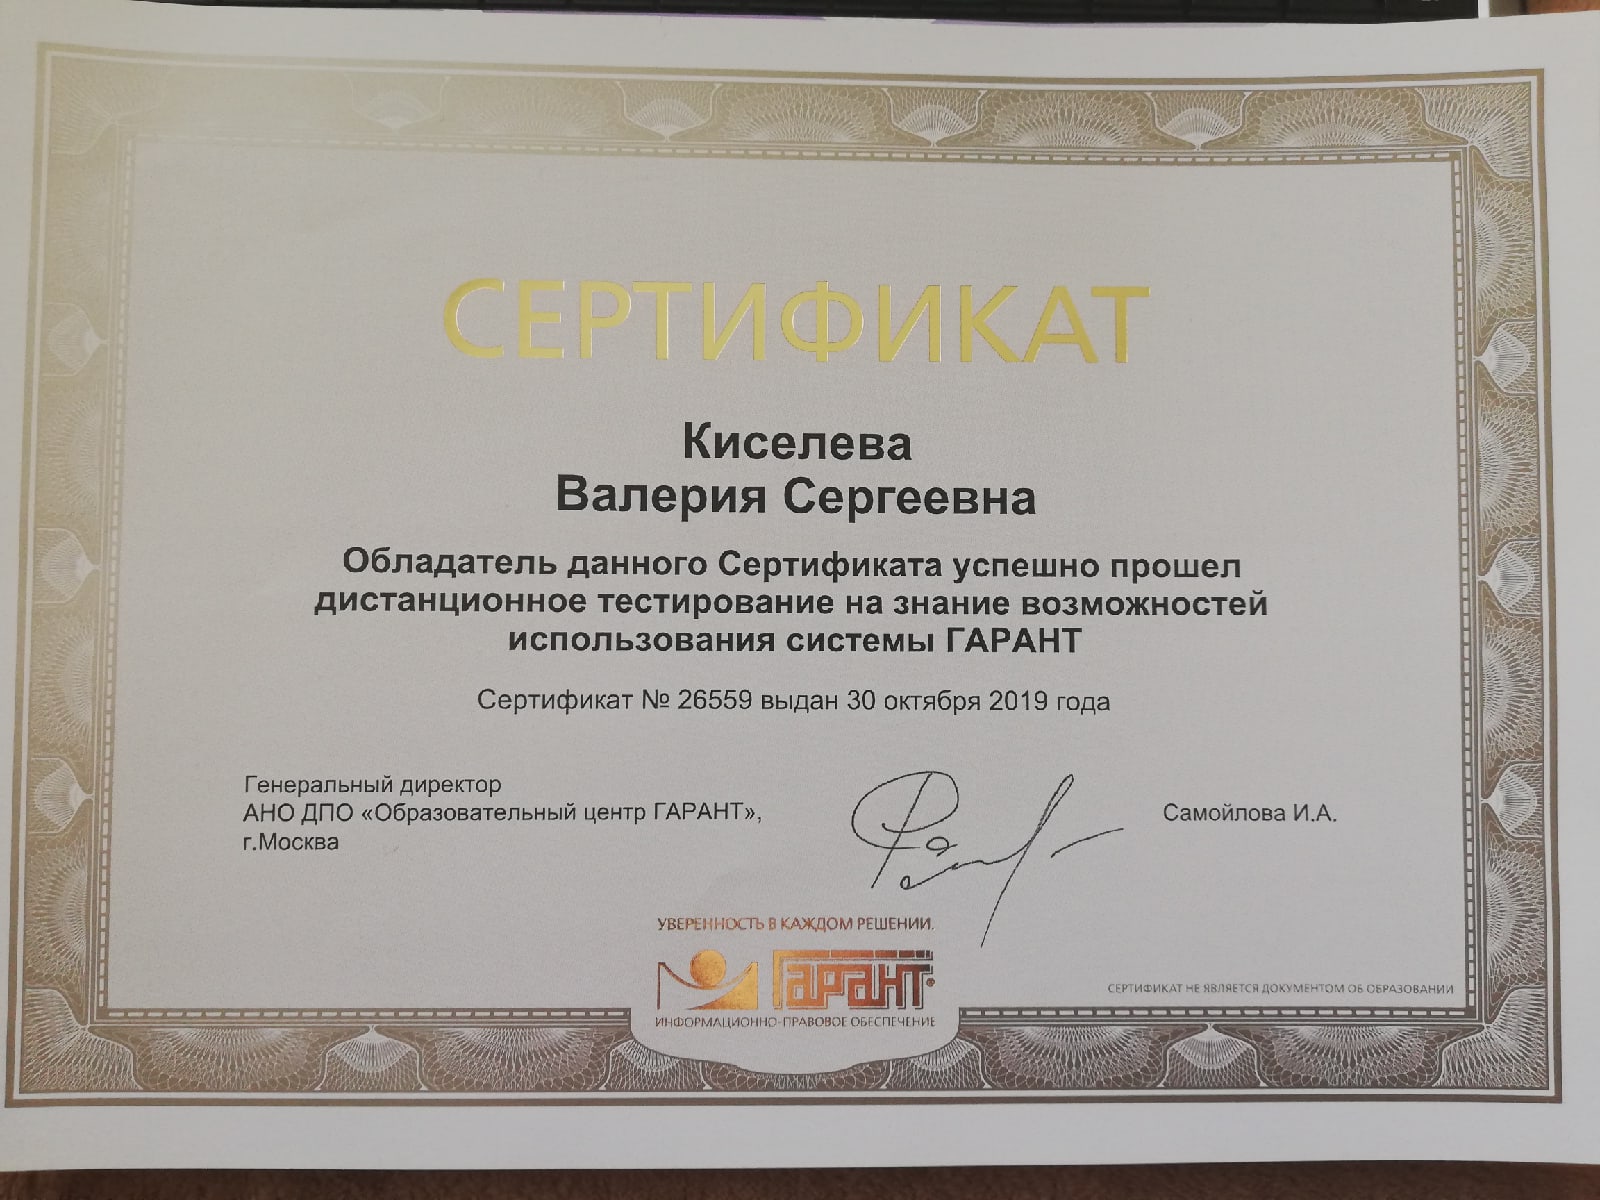 СЕРТИФИКАТ
Киселева
Валерия Сергеевна
Обладатель данного Сертификата успешно прошел
дистанционное тестирование на знание возможностей
использования системы ГАРАНТ
Сертификат № 26559 выдан 30 октября 2019 года
Генеральный директор
АНО ДПО «Образовательный центр ГАРАНТ»,
г.Москва
Самойлова И.А.
УВЕРЕННОСТЬ В КАЖДОМ РЕШЕНИИ.
ГАРАНТ®
ИНФОРМАЦИОННО-ПРАВОВОЕ ОБЕСПЕЧЕНИЕ
СЕРТИФИКАТ НЕ ЯВЛЯЕТСЯ ДОКУМЕНТОМ ОБ ОБРАЗОВАНИИ